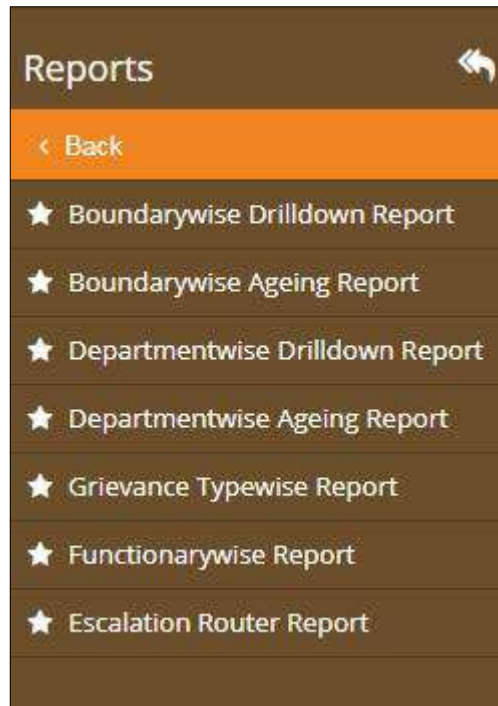 Reports
Back
Boundarywise Drilldown Report
Boundarywise Ageing Report
Departmentwise Drilldown Report
Departmentwise Ageing Report
Grievance Typewise Report
Functionarywise Report
Escalation Router Report